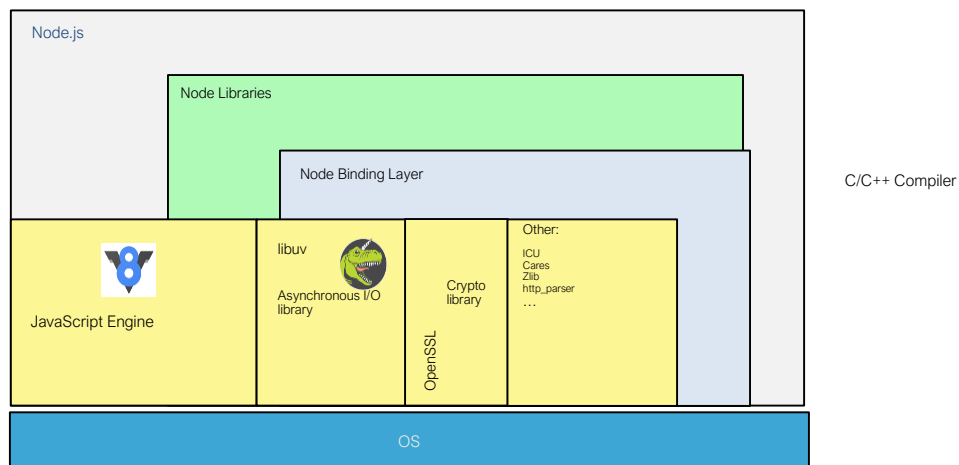 Node.js
Node Libraries
Node Binding Layer
C/C++ Compiler
8
JavaScript Engine
libuv
Asynchronous I/O
library
OpenSSL
Crypto
library
Other:
ICU
Cares
Zlib
http_parser
...
OS